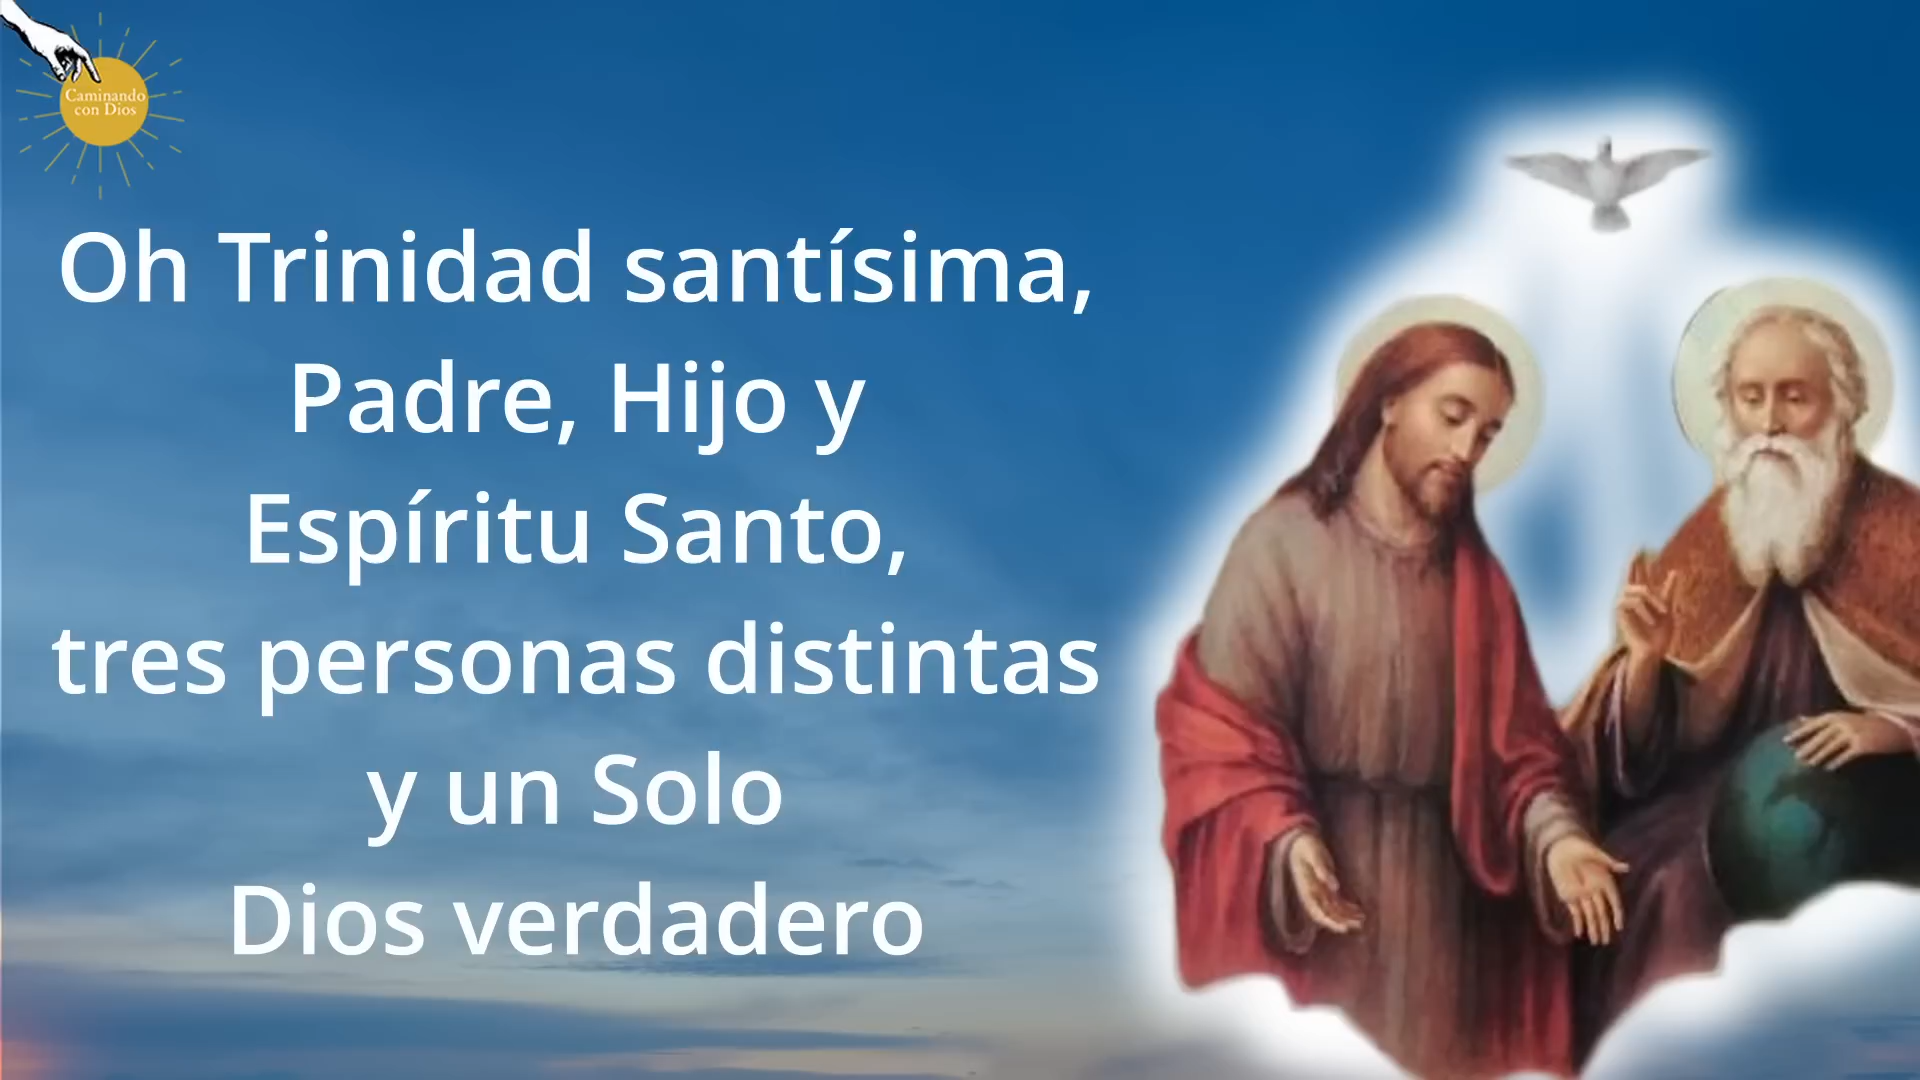 Caminando
con Dios
Oh Trinidad santísima,
Padre, Hijo y
Espíritu Santo,
tres personas distintas
y un Solo
Dios verdadero